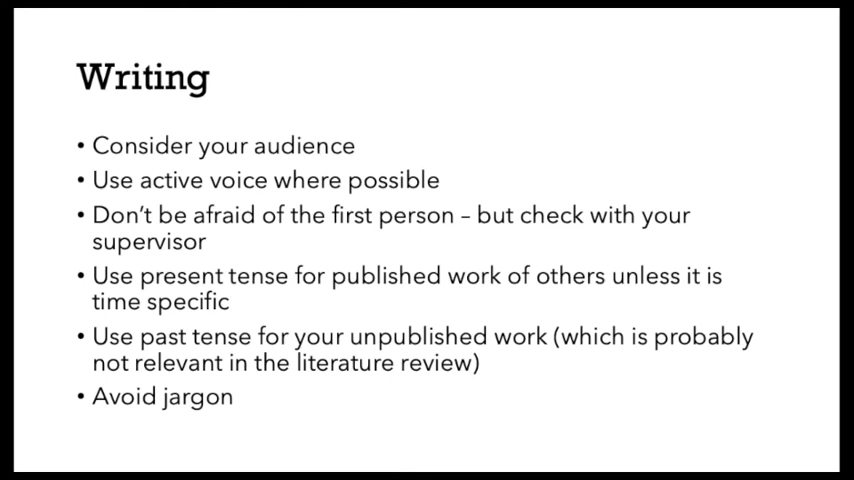 Writing
• Consider your audience
• Use active voice where possible
• Don't be afraid of the first person – but check with your
supervisor
• Use present tense for published work of others unless it is
time specific
• Use past tense for your unpublished work (which is probably
not relevant in the literature review)
• Avoid jargon